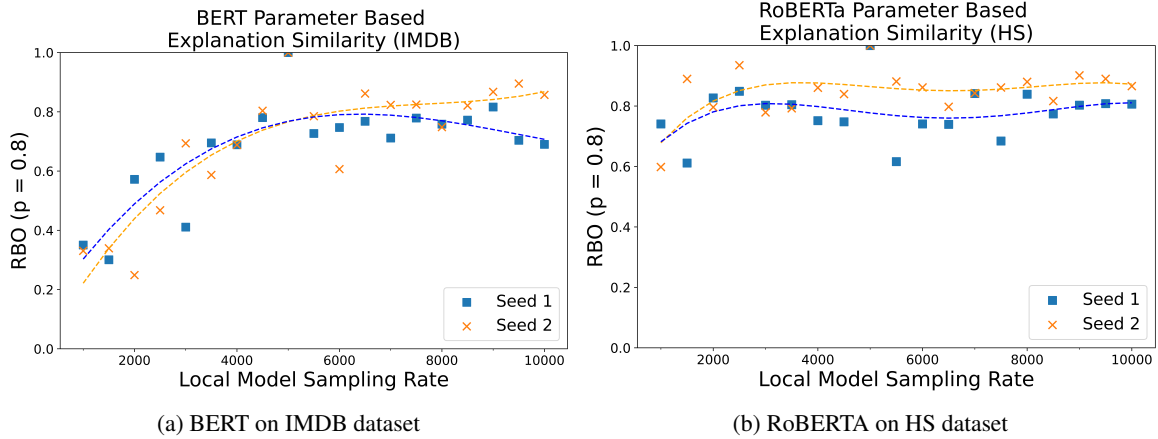 BERT Parameter Based
Explanation Similarity (IMDB)
1.0
0.8
0.6
0.4
0.2
0.0
RBO (p = 0.8)
2000 4000 6000 8000 10000
Local Model Sampling Rate
Seed 1
Seed 2
(a) BERT on IMDB dataset
RoBERTa Parameter Based
Explanation Similarity (HS)
1.0
0.8
0.6
0.4
0.2
0.0
RBO (p = 0.8)
2000 4000 6000 8000 10000
Local Model Sampling Rate
Seed 1
Seed 2
(b) RoBERTA on HS dataset